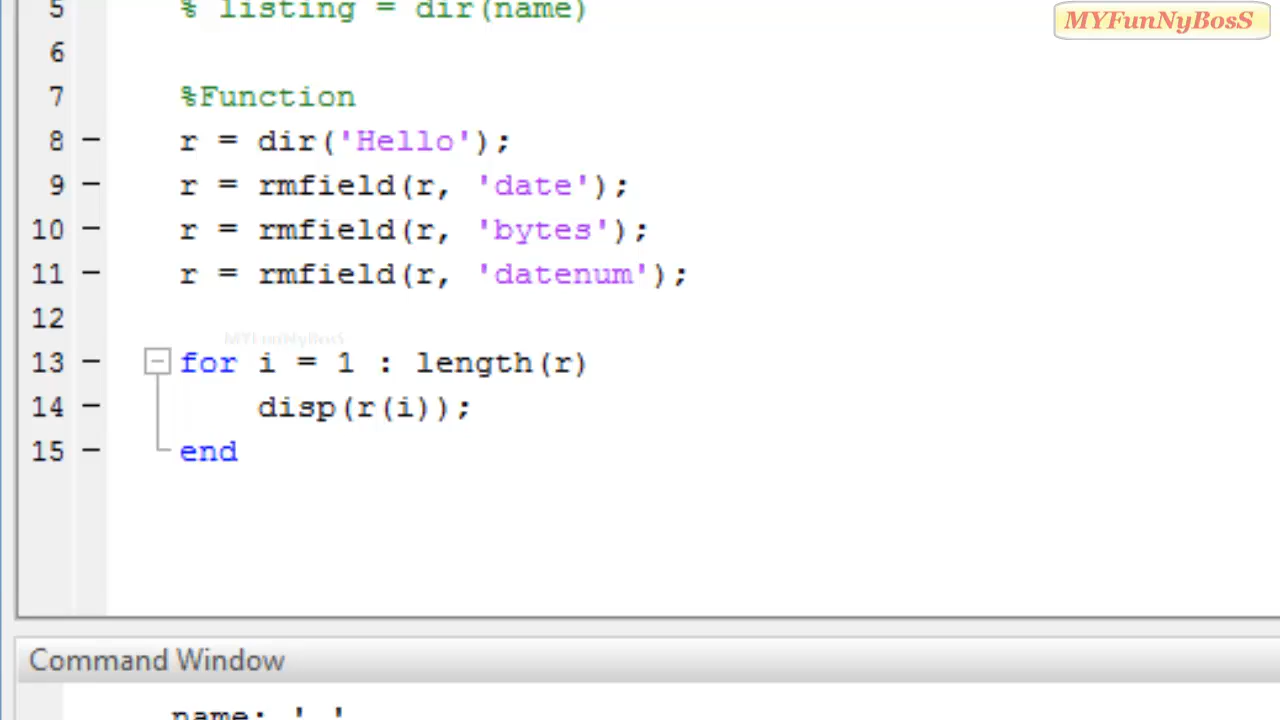 5 % listing = dir(name)
MYFunNyBosS
6
7 %Function
8 – r = dir('Hello');
9 – r = rmfield(r, 'date');
10 – r = rmfield(r, 'bytes');
11 – r = rmfield(r, 'datenum');
12
MYFunNyBosS
13 – for i = 1 : length(r)
14 – disp(r(i));
15 – end
Command Window
name: '.'